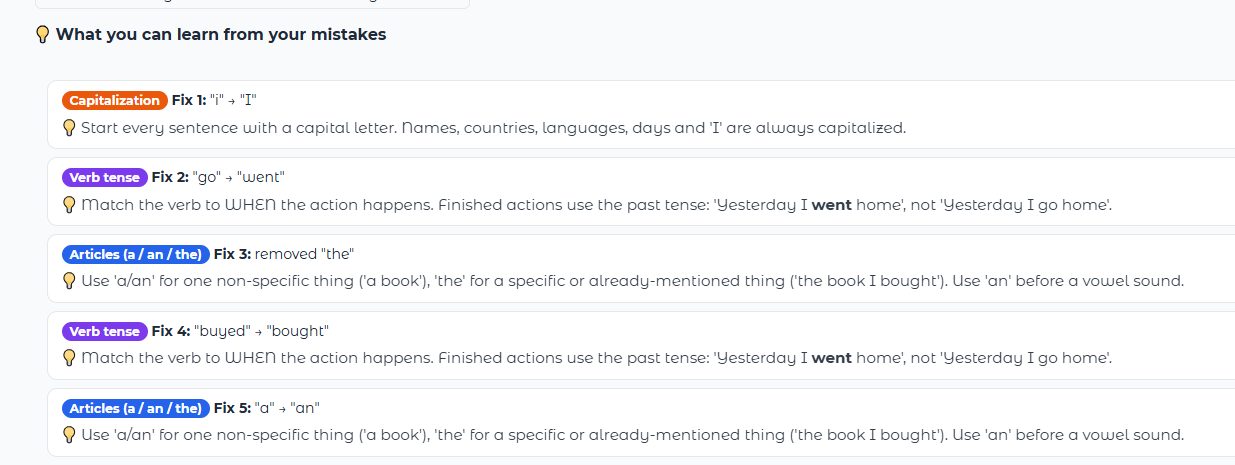 What you can learn from your mistakes
Capitalization Fix 1: "i" → "I"
Start every sentence with a capital letter. Names, countries, languages, days and 'I' are always capitalized.
Verb tense Fix 2: "go" → "went"
Match the verb to WHEN the action happens. Finished actions use the past tense: 'Yesterday I went home', not 'Yesterday I go home'.
Articles (a / an / the) Fix 3: removed "the"
Use 'a/an' for one non-specific thing ('a book'), 'the' for a specific or already-mentioned thing ('the book I bought'). Use 'an' before a vowel sound.
Verb tense Fix 4: "buyed" → "bought"
Match the verb to WHEN the action happens. Finished actions use the past tense: 'Yesterday I went home', not 'Yesterday I go home'.
Articles (a / an / the) Fix 5: "a" → "an"
Use 'a/an' for one non-specific thing ('a book'), 'the' for a specific or already-mentioned thing ('the book I bought'). Use 'an' before a vowel sound.